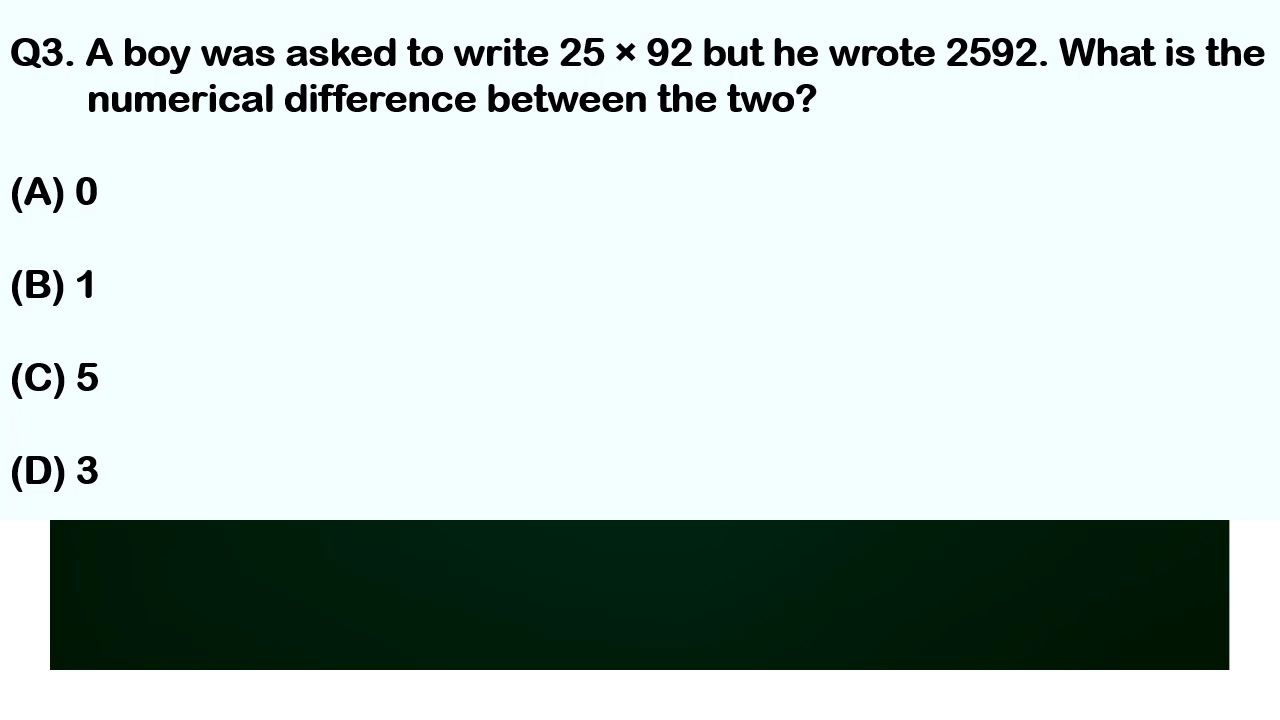 Q3. A boy was asked to write 25 × 92 but he wrote 2592. What is the
numerical difference between the two?
(A) 0
(B) 1
(C) 5
(D) 3